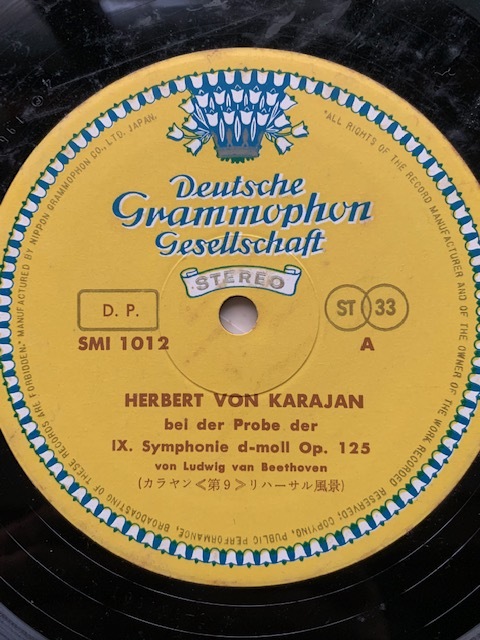 Deutsche
Grammophon
Gesellschaft
STEREO
D. P.
ST 33
SMI 1012
A
HERBERT VON KARAJAN
bei der Probe der
IX. Symphonie d-moll Op. 125
von Ludwig van Beethoven
(カラヤン≪第9≫リハーサル風景)
MANUFACTURED BY NIPPON GRAMMOPHON CO., LTD. JAPAN.
"ALL RIGHTS OF THE RECORD MANUFACTURER AND OF THE OWNER OF THE WORK RECORDED RESERVED, COPYING, PUBLIC PERFORMANCE, BROADCASTING OF THESE RECORDS ARE FORBIDDEN."